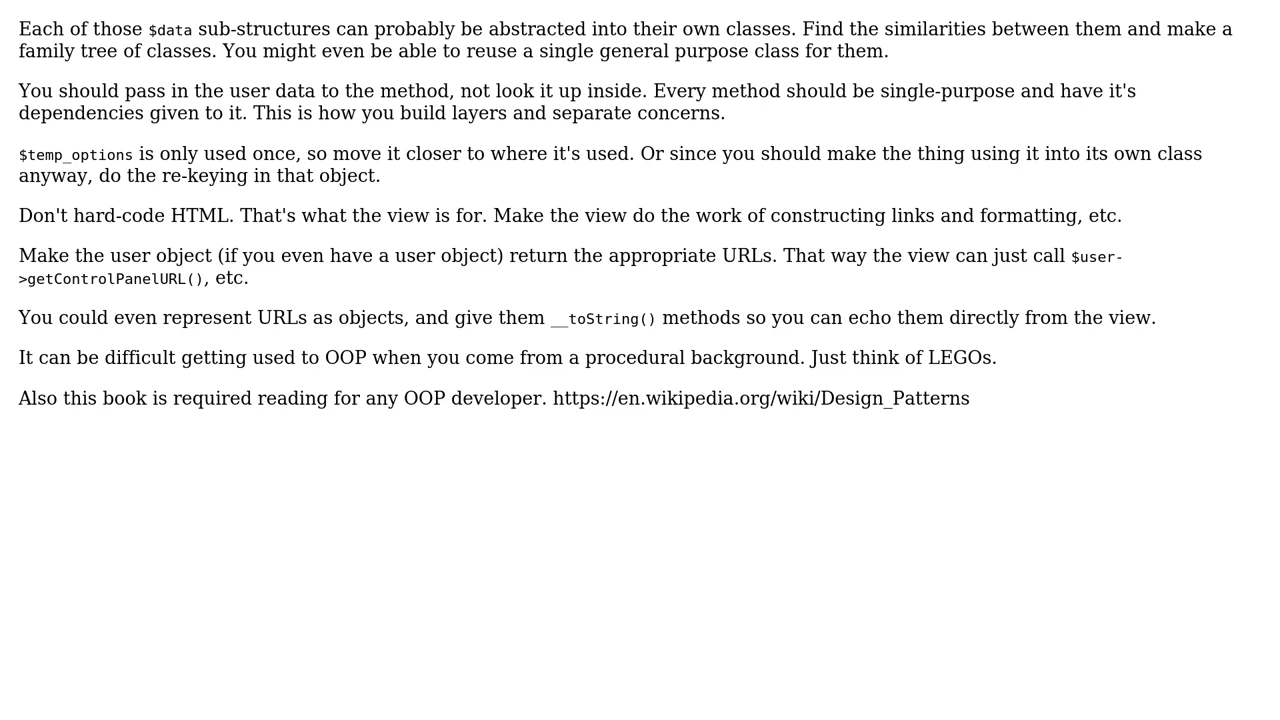 Each of those $data sub-structures can probably be abstracted into their own classes. Find the similarities between them and make a
family tree of classes. You might even be able to reuse a single general purpose class for them.
You should pass in the user data to the method, not look it up inside. Every method should be single-purpose and have it's
dependencies given to it. This is how you build layers and separate concerns.
$temp_options is only used once, so move it closer to where it's used. Or since you should make the thing using it into its own class
anyway, do the re-keying in that object.
Don't hard-code HTML. That's what the view is for. Make the view do the work of constructing links and formatting, etc.
Make the user object (if you even have a user object) return the appropriate URLs. That way the view can just call $user-
>getControlPanelURL(), etc.
You could even represent URLs as objects, and give them __toString() methods so you can echo them directly from the view.
It can be difficult getting used to OOP when you come from a procedural background. Just think of LEGOs.
Also this book is required reading for any OOP developer. https://en.wikipedia.org/wiki/Design_Patterns